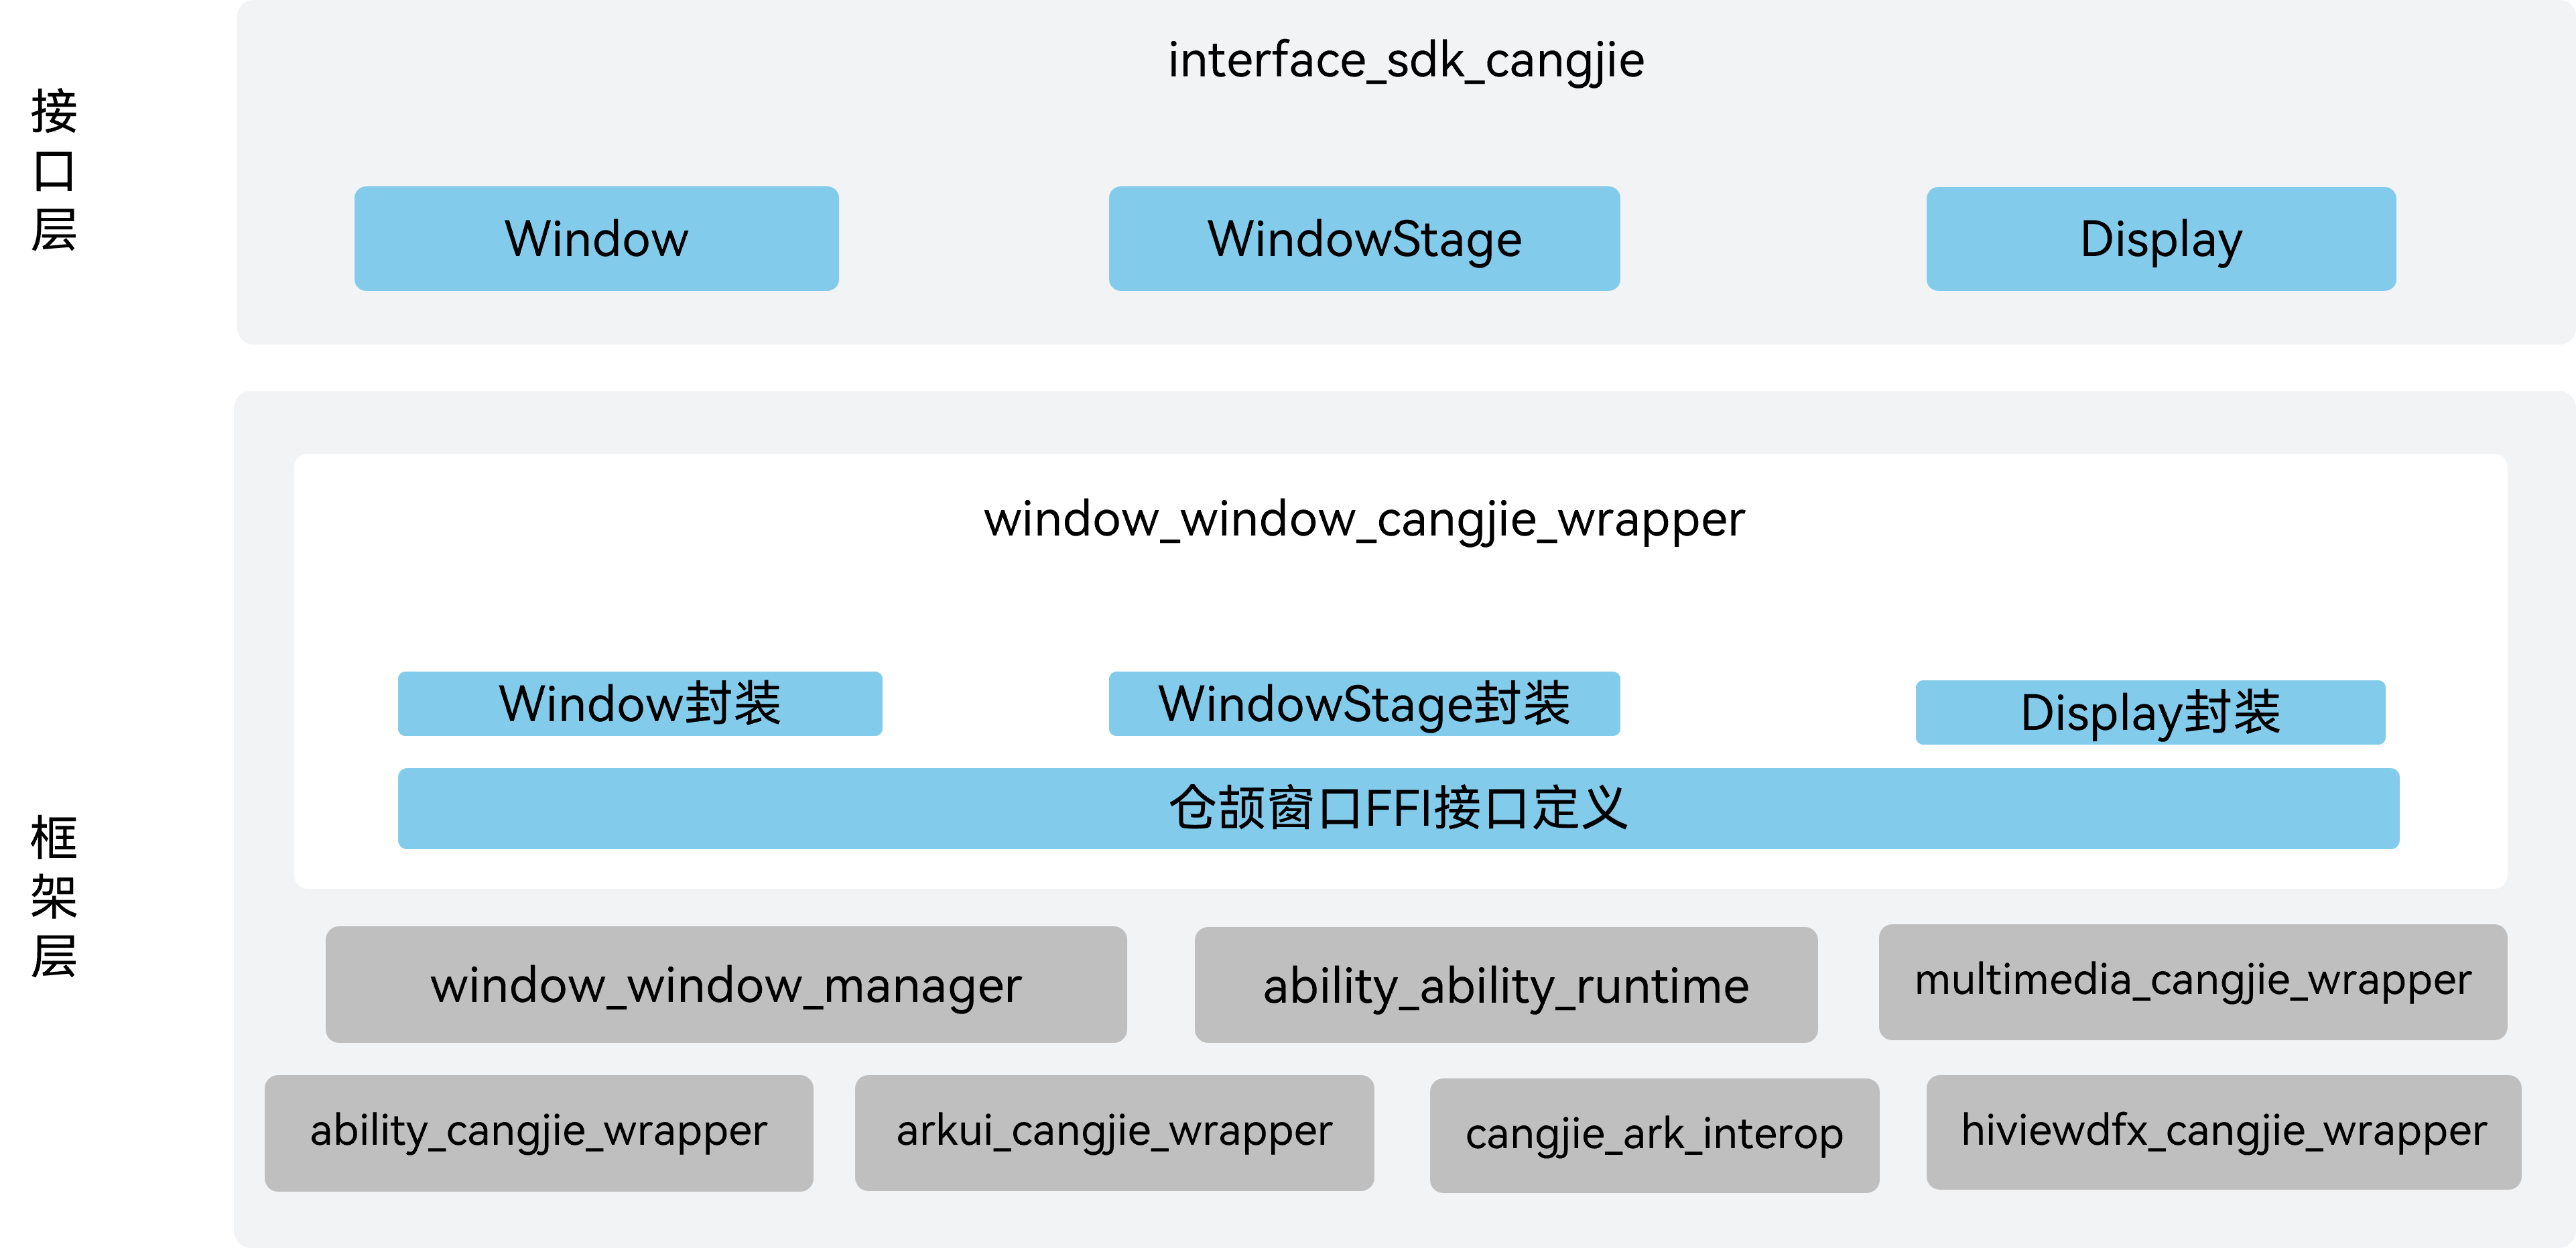 接口层
interface_sdk_cangjie
Window
WindowStage
Display
框架层
window_window_cangjie_wrapper
Window封装
WindowStage封装
Display封装
仓颉窗口FFI接口定义
window_window_manager
ability_ability_runtime
multimedia_cangjie_wrapper
ability_cangjie_wrapper
arkui_cangjie_wrapper
cangjie_ark_interop
hiviewdfx_cangjie_wrapper